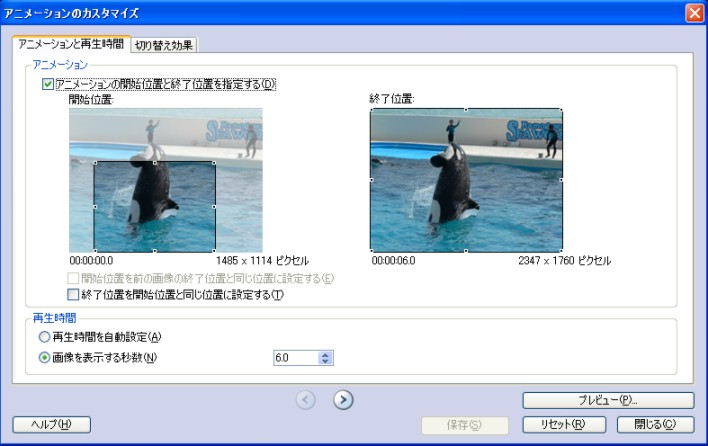 アニメーションのカスタマイズ
アニメーションと再生時間 切り替え効果
アニメーション
アニメーションの開始位置と終了位置を指定する(D)
開始位置: 終了位置:
00:00:00.0 1485 x 1114 ピクセル 00:00:06.0 2347 x 1760 ピクセル
開始位置を前の画像の終了位置と同じ位置に設定する(E)
終了位置を開始位置と同じ位置に設定する(T)
再生時間
再生時間を自動設定(A)
画像を表示する秒数(N) 6.0
プレビュー(P)...
ヘルプ(H) 保存(S) リセット(R) 閉じる(C)